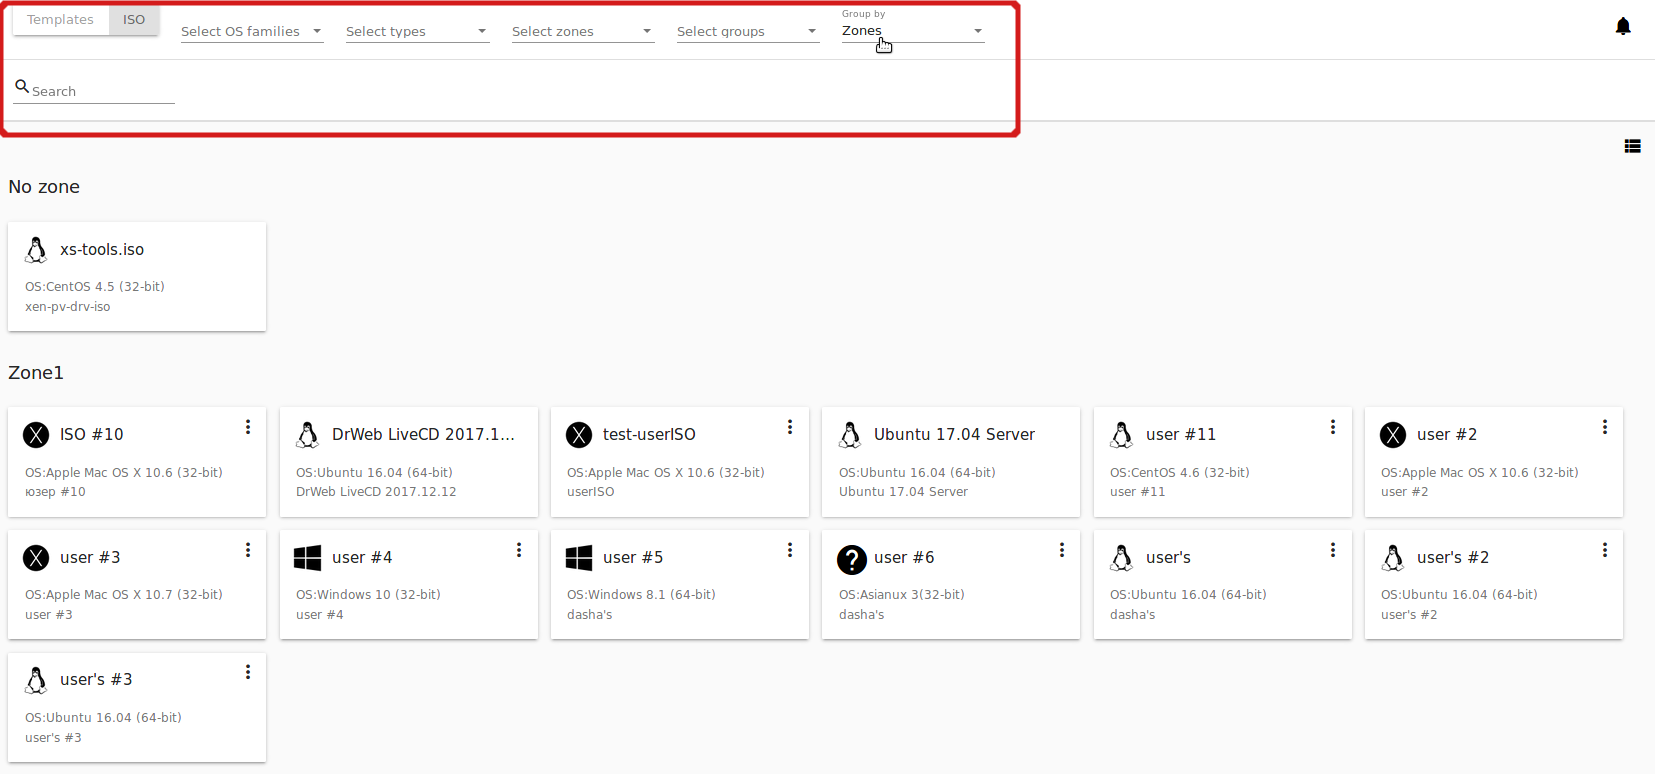 Templates ISO Select OS families Select types Select zones Select groups Group by Zones
Search
No zone
xs-tools.iso
OS:CentOS 4.5 (32-bit)
xen-pv-drv-iso
Zone1
ISO #10
OS:Apple Mac OS X 10.6 (32-bit)
юзер #10
DrWeb LiveCD 2017.1...
OS:Ubuntu 16.04 (64-bit)
DrWeb LiveCD 2017.12.12
test-userISO
OS:Apple Mac OS X 10.6 (32-bit)
userISO
Ubuntu 17.04 Server
OS:Ubuntu 16.04 (64-bit)
Ubuntu 17.04 Server
user #11
OS:CentOS 4.6 (32-bit)
user #11
user #2
OS:Apple Mac OS X 10.6 (32-bit)
user #2
user #3
OS:Apple Mac OS X 10.7 (32-bit)
user #3
user #4
OS:Windows 10 (32-bit)
user #4
user #5
OS:Windows 8.1 (64-bit)
dasha's
user #6
OS:Asianux 3(32-bit)
dasha's
user's
OS:Ubuntu 16.04 (64-bit)
dasha's
user's #2
OS:Ubuntu 16.04 (64-bit)
user's #2
user's #3
OS:Ubuntu 16.04 (64-bit)
user's #3